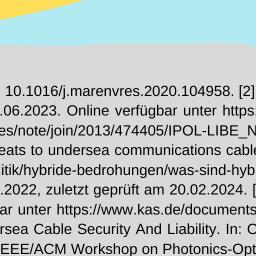 10.1016/j.marenvres.2020.104958. [2]
.06.2023. Online verfügbar unter https:
es/note/join/2013/474405/IPOL-LIBE_N
eats to undersea communications cable
itik/hybride-bedrohungen/was-sind-hyb
.2022, zuletzt geprüft am 20.02.2024. [
ar unter https://www.kas.de/documents
rsea Cable Security And Liability. In: C
EEE/ACM Workshop on Photonics-Opt